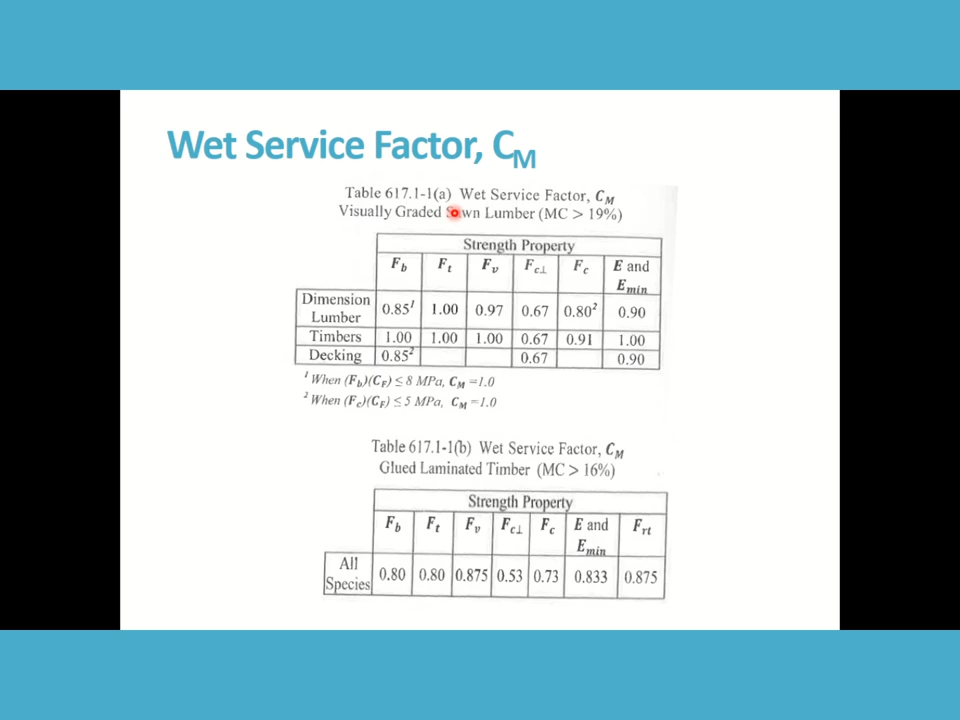 Wet Service Factor, CM
Table 617.1-1(a) Wet Service Factor, CM
Visually Graded Sawn Lumber (MC > 19%)
Strength Property
Fb Ft Fv Fc⊥ Fc E and Emin
Dimension Lumber 0.85¹ 1.00 0.97 0.67 0.80² 0.90
Timbers 1.00 1.00 1.00 0.67 0.91 1.00
Decking 0.85² 0.67 0.90
¹ When (Fb)(CF) ≤ 8 MPa, CM =1.0
² When (Fc)(CF) ≤ 5 MPa, CM =1.0
Table 617.1-1(b) Wet Service Factor, CM
Glued Laminated Timber (MC > 16%)
Strength Property
Fb Ft Fv Fc⊥ Fc E and Emin Frt
All Species 0.80 0.80 0.875 0.53 0.73 0.833 0.875